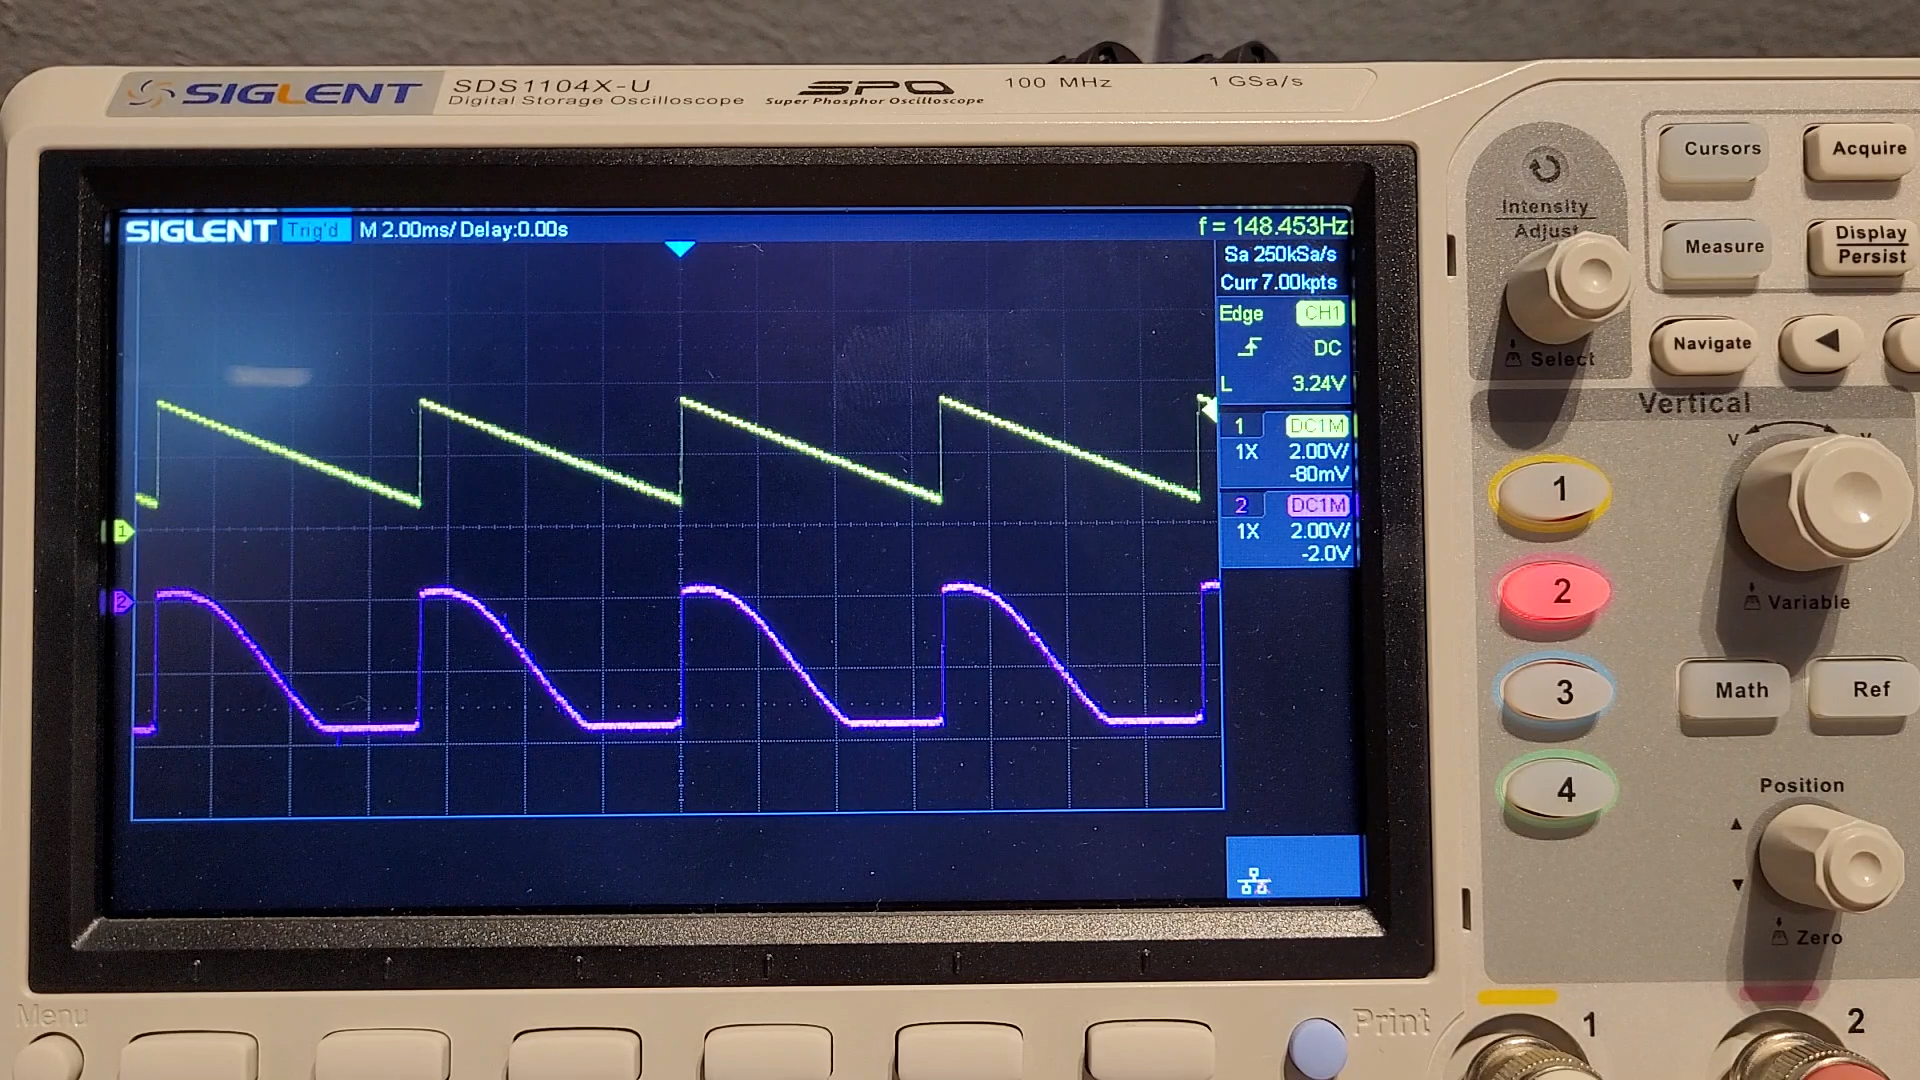 SIGLENT SDS1104X-U
Digital Storage Oscilloscope
SPO
Super Phosphor Oscilloscope
100 MHz
1 GSa/s
SIGLENT Trig'd M 2.00ms/ Delay:0.00s f = 148.453Hz
Sa 250kSa/s
Curr 7.00kpts
Edge CH1
DC
L 3.24V
1 DC1M
1X 2.00V/
-80mV
2 DC1M
1X 2.00V/
-2.0V
1
2
Intensity
Adjust
Select
Cursors
Acquire
Measure
Display
Persist
Navigate
Vertical
V V
1
2
3
4
Variable
Math
Ref
Position
Zero
Menu
Print
1
2